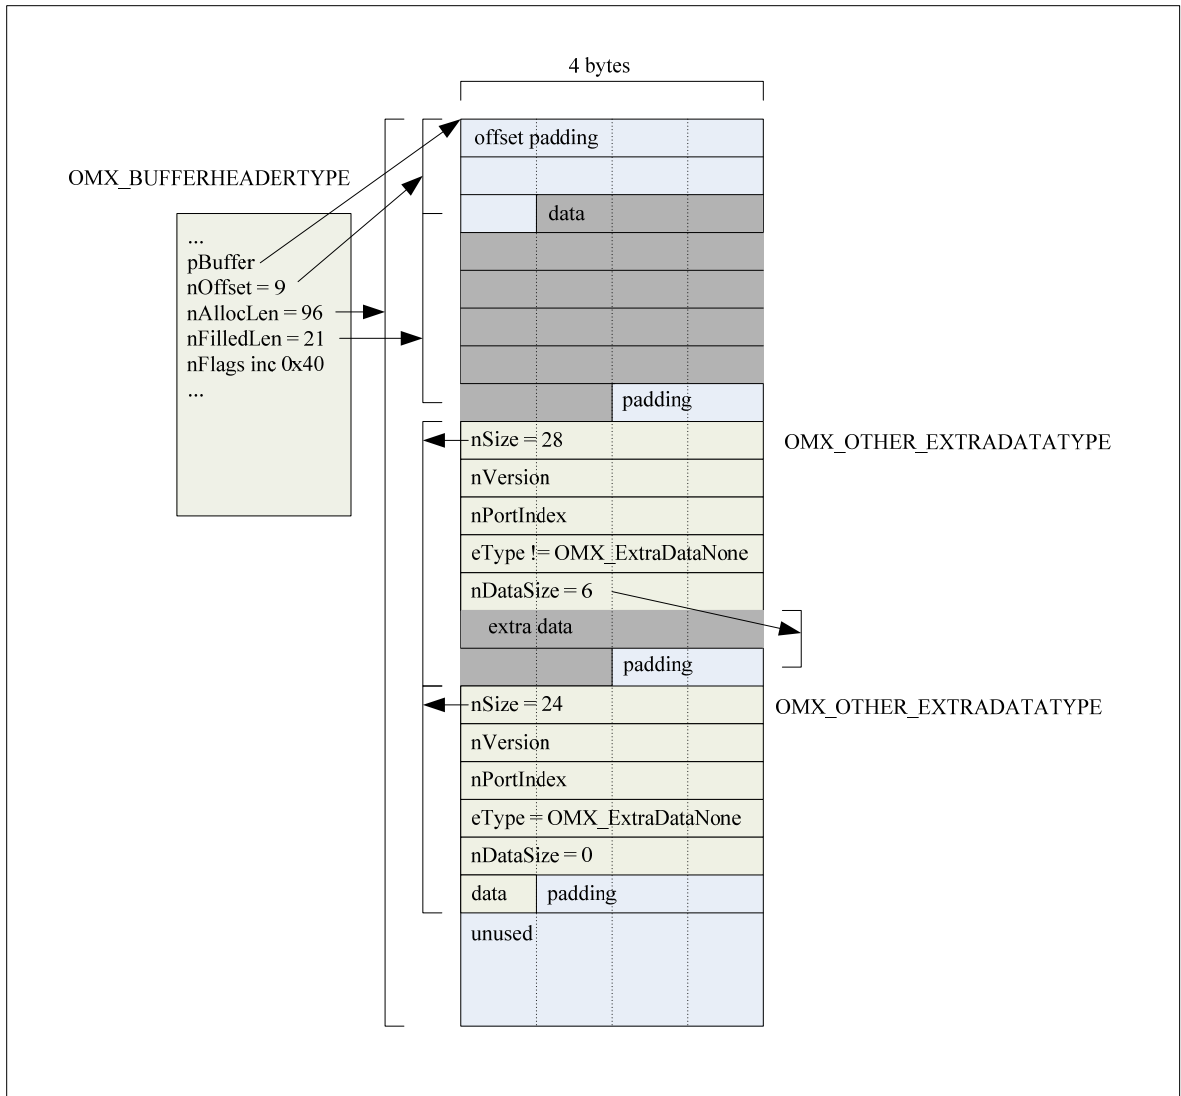 4 bytes
OMX_BUFFERHEADERTYPE
...
pBuffer
nOffset = 9
nAllocLen = 96
nFilledLen = 21
nFlags inc 0x40
...
offset padding
data
padding
nSize = 28
OMX_OTHER_EXTRADATATYPE
nVersion
nPortIndex
eType != OMX_ExtraDataNone
nDataSize = 6
extra data
padding
nSize = 24
OMX_OTHER_EXTRADATATYPE
nVersion
nPortIndex
eType = OMX_ExtraDataNone
nDataSize = 0
data
padding
unused